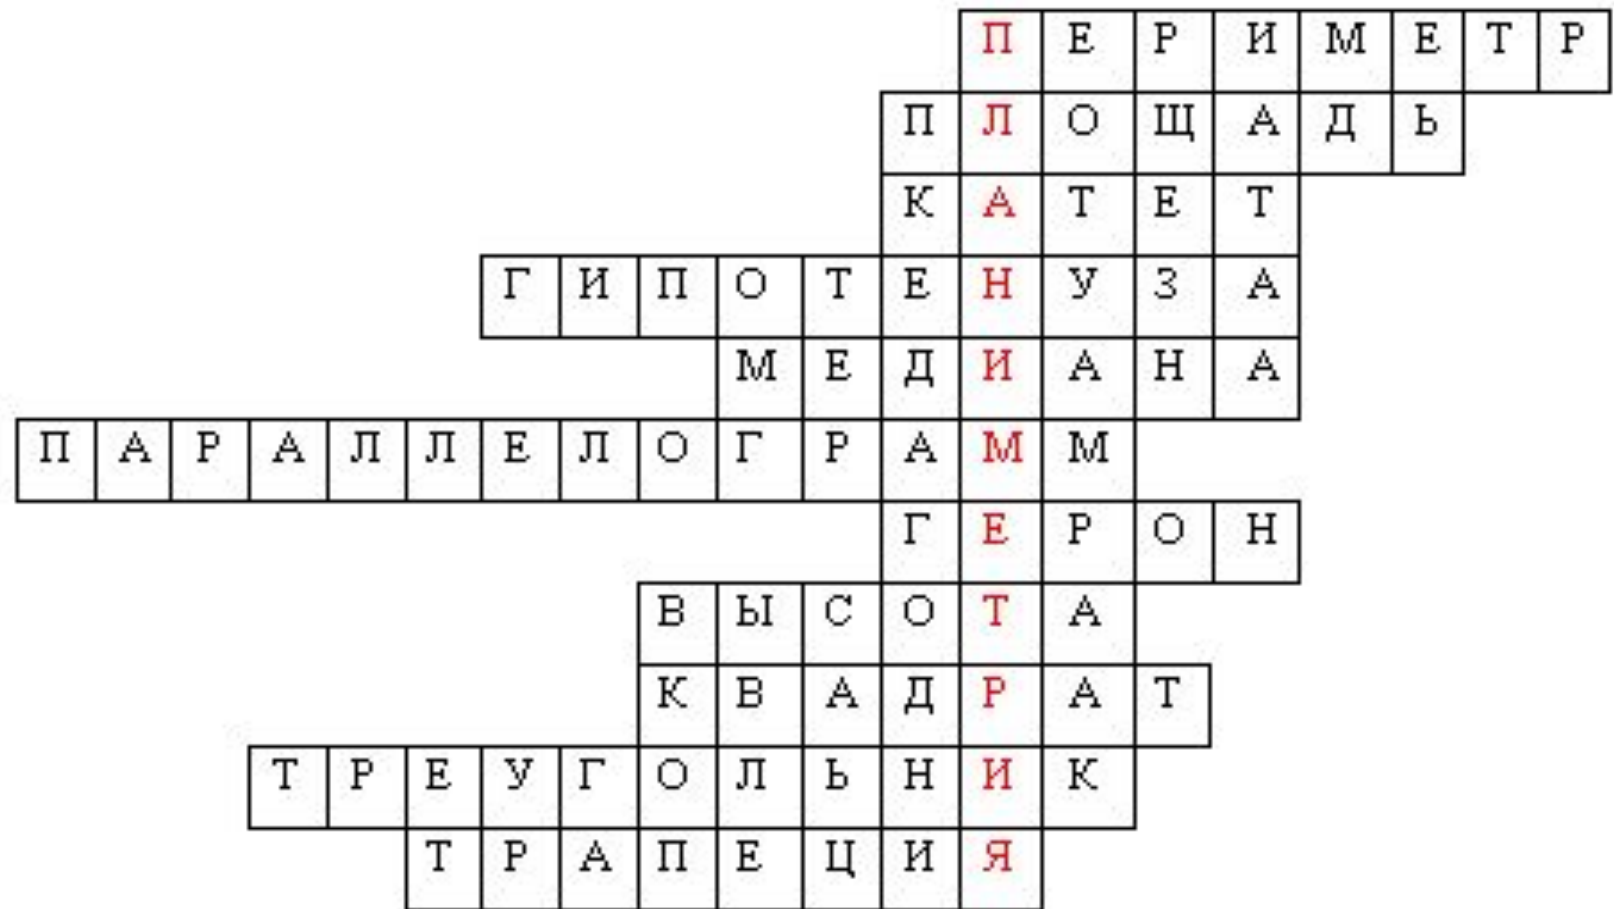 ПЕРИМЕТР
ПЛОЩАДЬ
КАТЕТ
ГИПОТЕНУЗА
МЕДИАНА
ПАРАЛЛЕЛОГРАММ
ГЕРОН
ВЫСОТА
КВАДРАТ
ТРЕУГОЛЬНИК
ТРАПЕЦИЯ